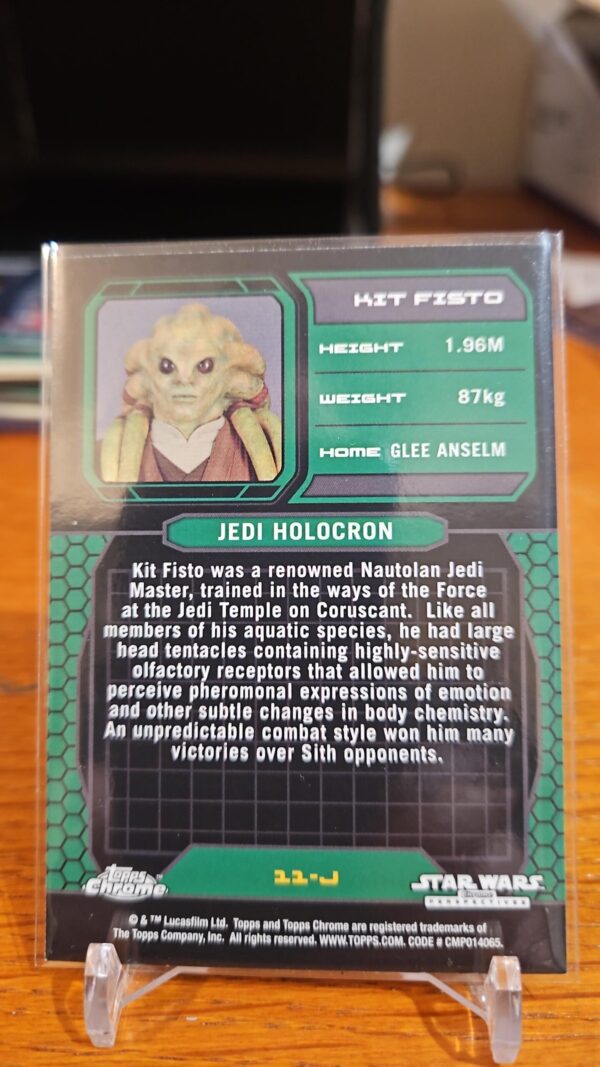 KIT FISTO
HEIGHT 1.96M
WEIGHT 87kg
HOME GLEE ANSELM
JEDI HOLOCRON
Kit Fisto was a renowned Nautolan Jedi
Master, trained in the ways of the Force
at the Jedi Temple on Coruscant. Like all
members of his aquatic species, he had large
head tentacles containing highly-sensitive
olfactory receptors that allowed him to
perceive pheromonal expressions of emotion
and other subtle changes in body chemistry.
An unpredictable combat style won him many
victories over Sith opponents.
11-J
Topps
Chrome™
STAR WARS
Chrome
PERSPECTIVES
© & ™ Lucasfilm Ltd. Topps and Topps Chrome are registered trademarks of
The Topps Company, Inc. All rights reserved. WWW.TOPPS.COM. CODE # CMP014065.